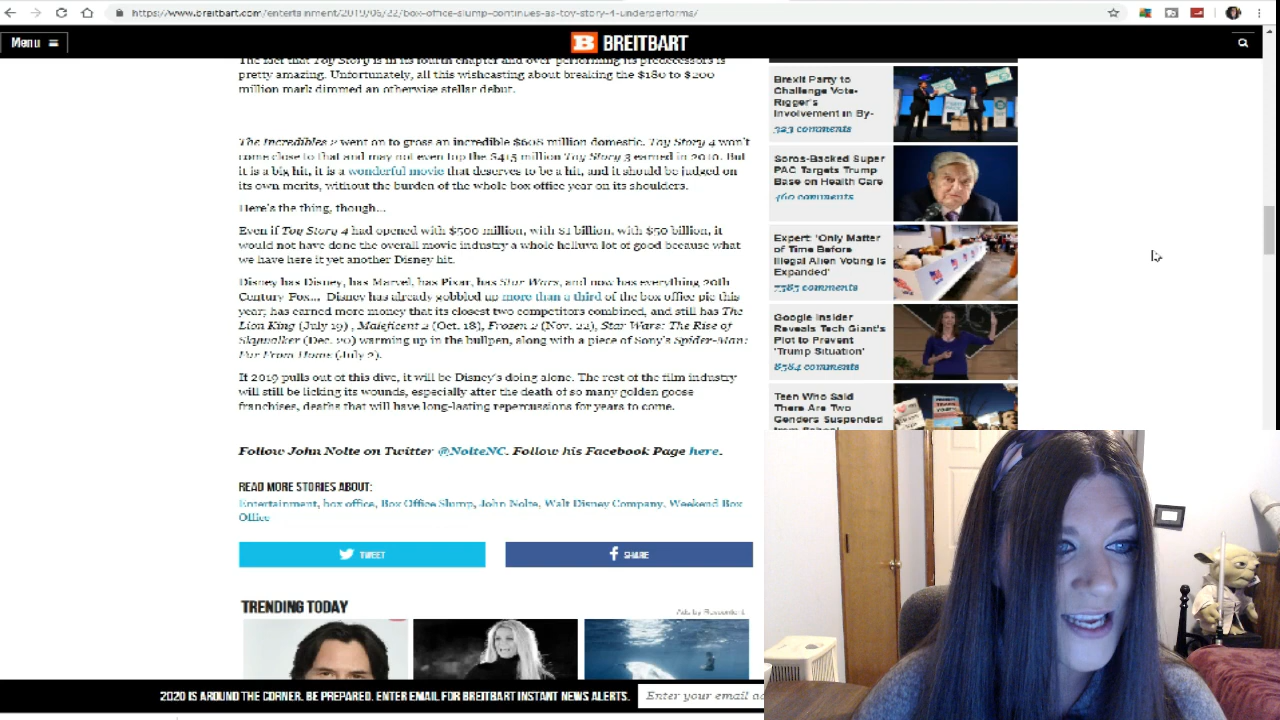 https://www.breitbart.com/entertainment/2019/06/22/box-office-slump-continues-as-toy-story-4-underperforms/
Menu
B BREITBART
The fact that Toy Story is in its fourth chapter and over-performing its predecessors is
pretty amazing. Unfortunately, all this wishcasting about breaking the $180 to $200
million mark dimmed an otherwise stellar debut.
The Incredibles 2 went on to gross an incredible $608 million domestic. Toy Story 4 won't
come close to that and may not even top the $415 million Toy Story 3 earned in 2010. But
it is a big hit, it is a wonderful movie that deserves to be a hit, and it should be judged on
its own merits, without the burden of the whole box office year on its shoulders.
Here's the thing, though...
Even if Toy Story 4 had opened with $500 million, with $1 billion, with $50 billion, it
would not have done the overall movie industry a whole helluva lot of good because what
we have here it yet another Disney hit.
Disney has Disney, has Marvel, has Pixar, has Star Wars, and now has everything 20th
Century Fox... Disney has already gobbled up more than a third of the box office pie this
year; has earned more money that its closest two competitors combined, and still has The
Lion King (July 19) , Maleficent 2 (Oct. 18), Frozen 2 (Nov. 22), Star Wars: The Rise of
Skywalker (Dec. 20) warming up in the bullpen, along with a piece of Sony's Spider-Man:
Far From Home (July 2).
If 2019 pulls out of this dive, it will be Disney's doing alone. The rest of the film industry
will still be licking its wounds, especially after the death of so many golden goose
franchises, deaths that will have long-lasting repercussions for years to come.
Follow John Nolte on Twitter @NolteNC. Follow his Facebook Page here.
READ MORE STORIES ABOUT:
Entertainment, box office, Box Office Slump, John Nolte, Walt Disney Company, Weekend Box
Office
TWEET
SHARE
TRENDING TODAY
Ads by Revcontent
Brexit Party to
Challenge Vote-
Rigger's
Involvement in By-
323 comments
Soros-Backed Super
PAC Targets Trump
Base on Health Care
460 comments
Expert: 'Only Matter
of Time Before
Illegal Alien Voting Is
Expanded'
7383 comments
Google Insider
Reveals Tech Giant's
Plot to Prevent
'Trump Situation'
8584 comments
Teen Who Said
There Are Two
Genders Suspended
2020 IS AROUND THE CORNER. BE PREPARED. ENTER EMAIL FOR BREITBART INSTANT NEWS ALERTS.
Enter your email